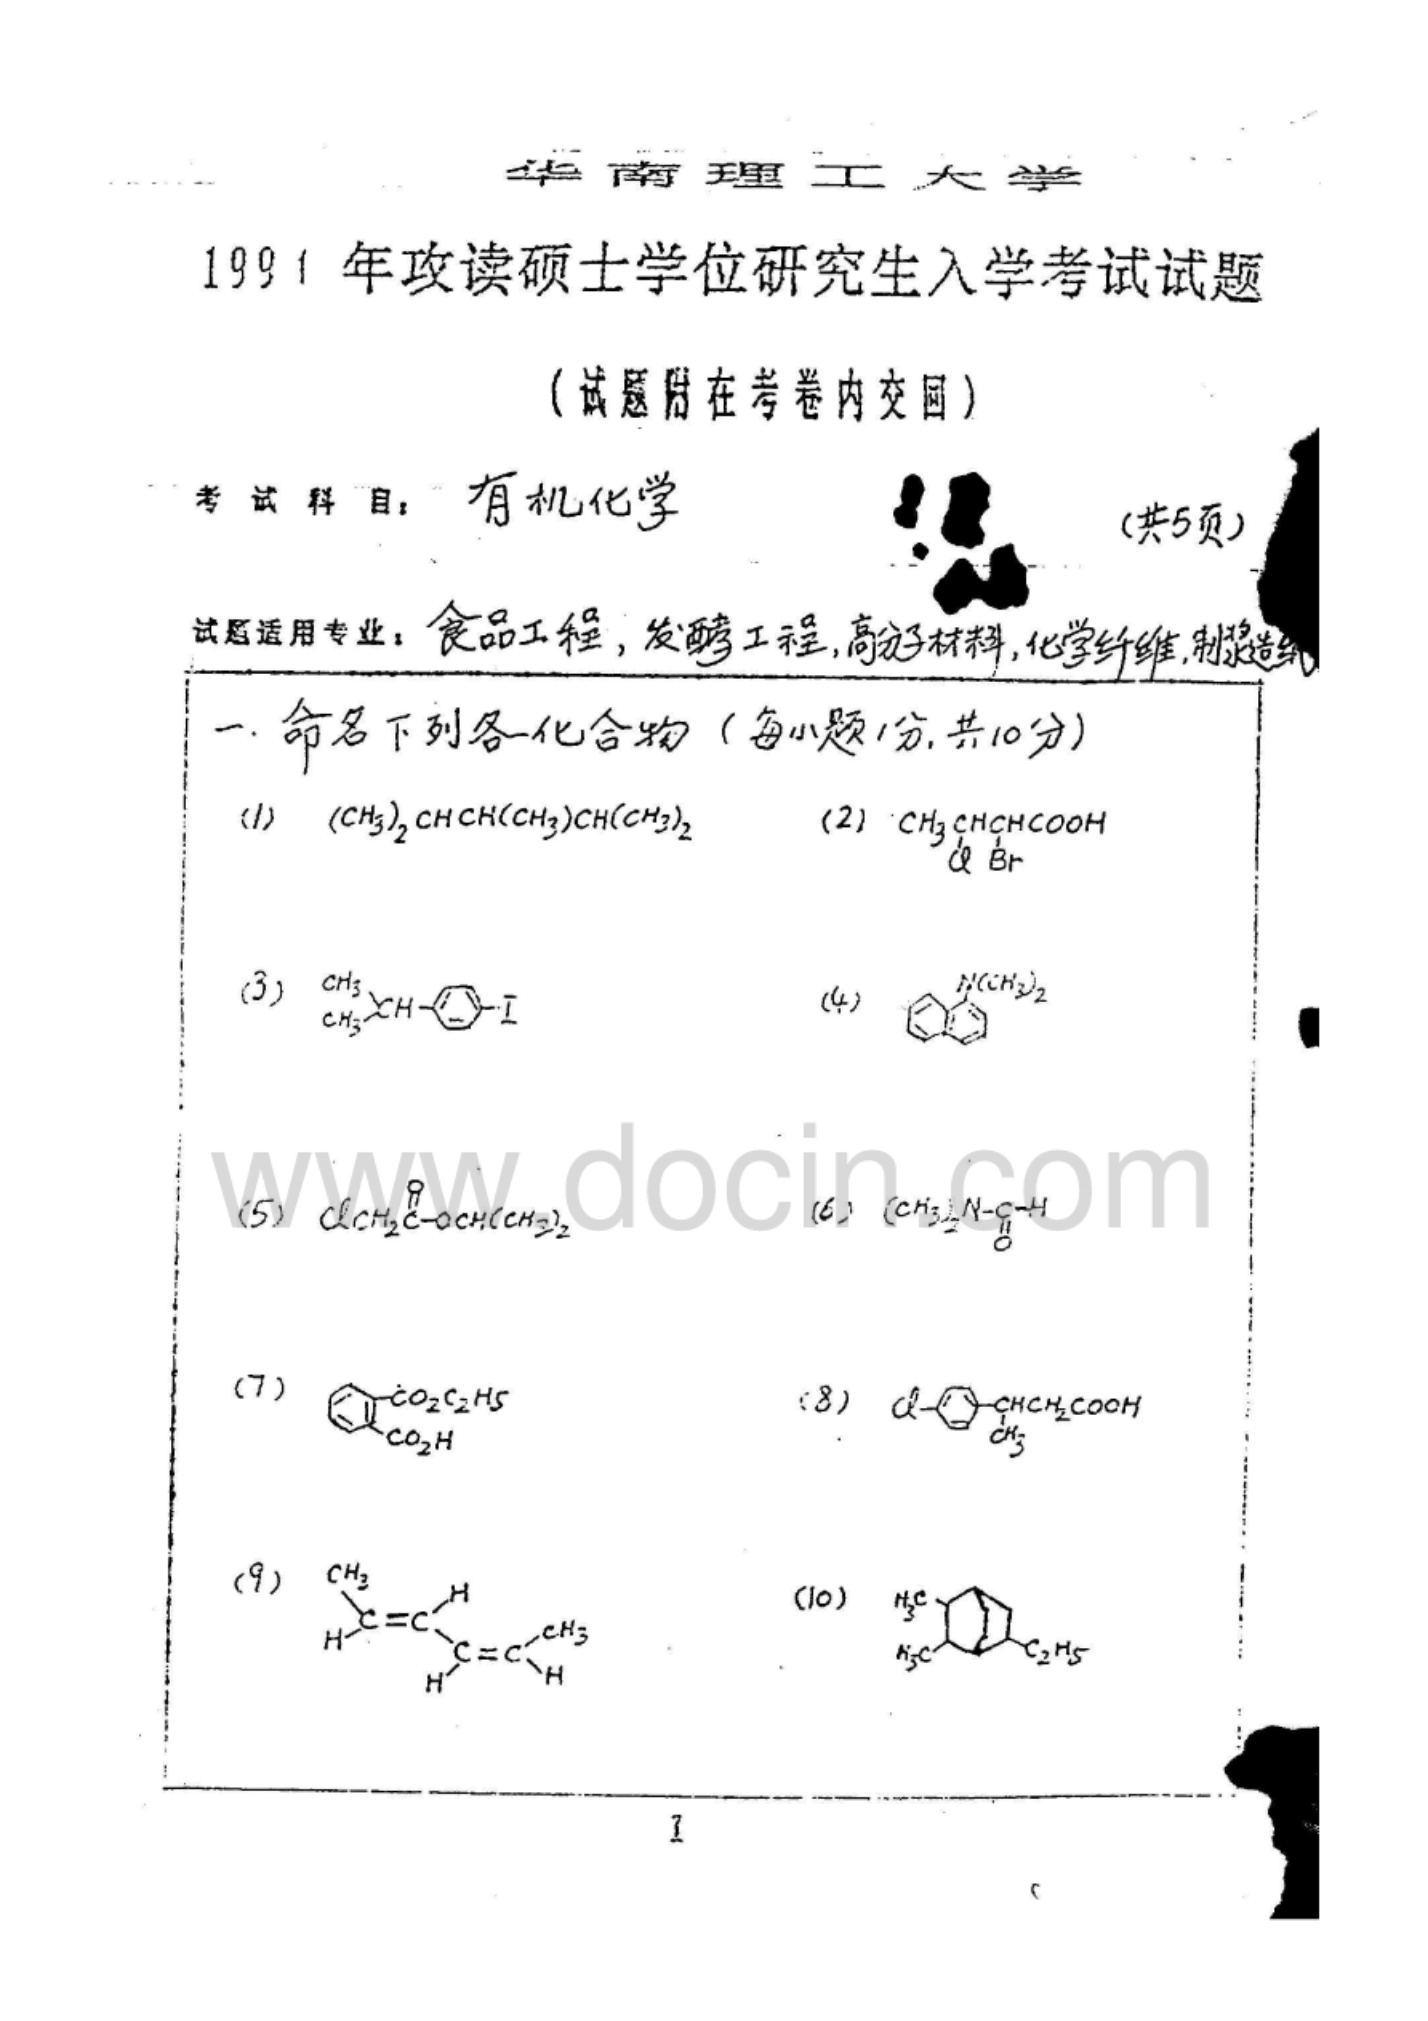 华南理工大学
1991 年攻读硕士学位研究生入学考试试题
(试题附在考卷内交回)
考试科目: 有机化学 (共5页)
试题适用专业: 食品工程, 发酵工程, 高分子材料, 化学纤维, 制浆造纸
一. 命名下列各化合物 (每小题1分, 共10分)
(1) (CH3)2CHCH(CH3)CH(CH3)2 (2) CH3CHCHCOOH
Cl Br
(3) CH3 CH3 CH I (4) N(CH3)2
www.docin.com
(5) ClCH2C-OCH(CH3)2 (6) (CH3)2N-C-H
O O
(7) CO2C2H5 (8) Cl CHCH2COOH
CO2H CH3
(9) CH3 H (10) H3C
H C=C CH3
C=C H3C C2H5
H H
1